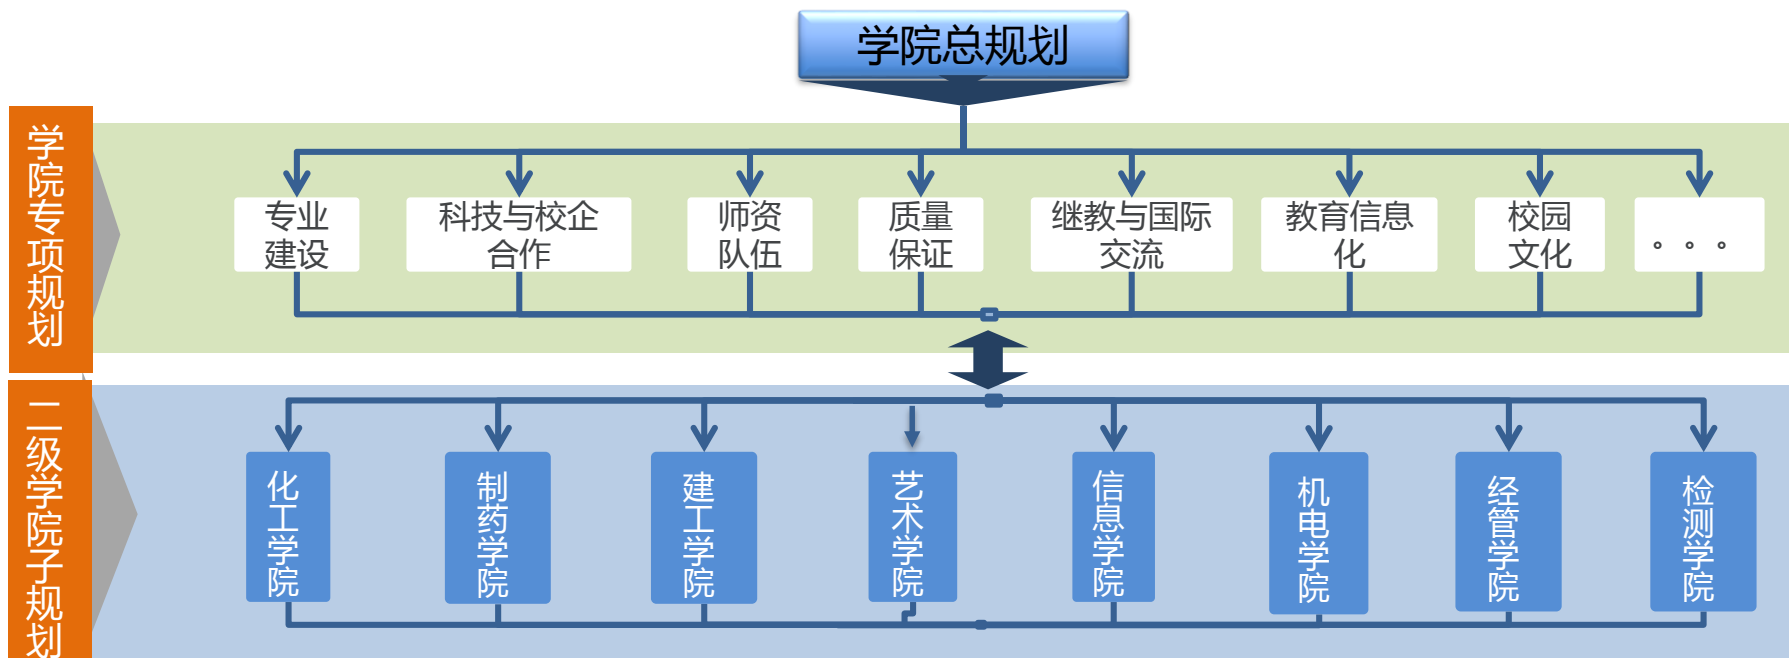 学院总规划
学院专项规划
专业
建设
科技与校企
合作
师资
队伍
质量
保证
继教与国际
交流
教育信息
化
校园
文化
。。。
二级学院子规划
化工学院
制药学院
建工学院
艺术学院
信息学院
机电学院
经管学院
检测学院